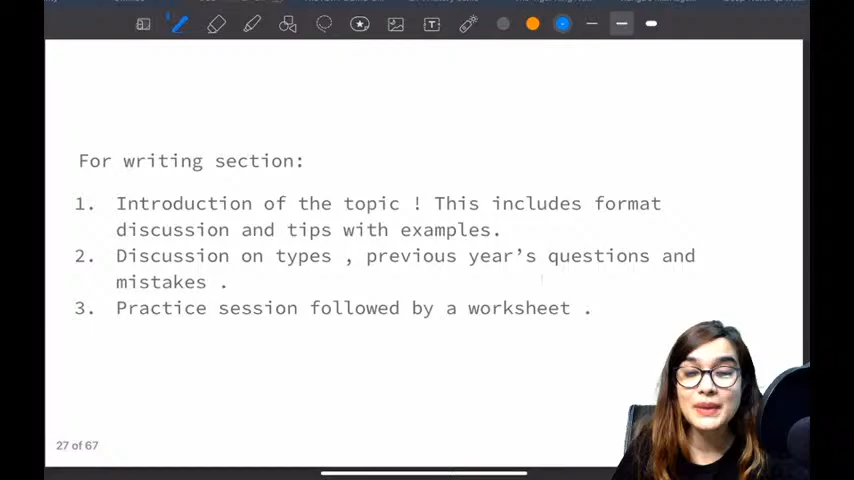 For writing section:
1. Introduction of the topic ! This includes format
discussion and tips with examples.
2. Discussion on types , previous year’s questions and
mistakes .
3. Practice session followed by a worksheet .
27 of 67